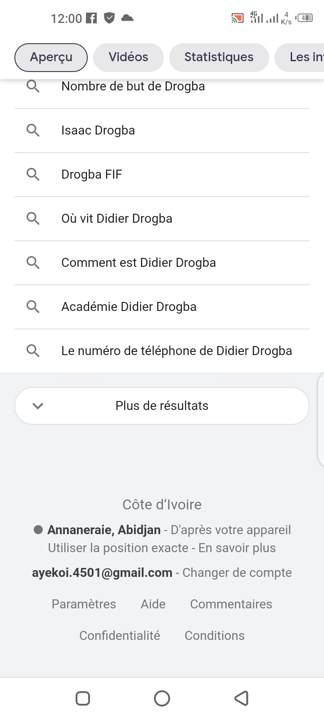 12:00
4G
4
K/s
48
Aperçu
Vidéos
Statistiques
Les in
Nombre de but de Drogba
Isaac Drogba
Drogba FIF
Où vit Didier Drogba
Comment est Didier Drogba
Académie Didier Drogba
Le numéro de téléphone de Didier Drogba
Plus de résultats
Côte d’Ivoire
Annaneraie, Abidjan - D'après votre appareil
Utiliser la position exacte - En savoir plus
ayekoi.4501@gmail.com - Changer de compte
Paramètres Aide Commentaires
Confidentialité Conditions